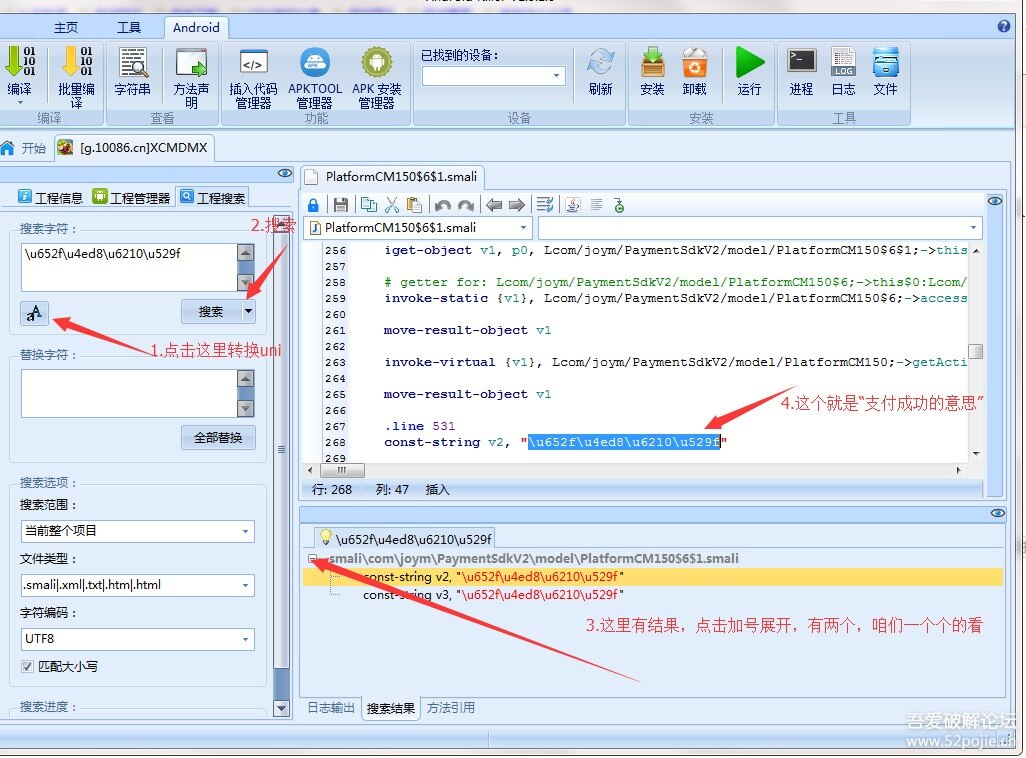 主页 工具 Android
编译 批量编译 字符串 方法声明 插入代码管理器 APKTOOL管理器 APK 安装管理器 已找到的设备： 刷新 安装 卸载 运行 进程 日志 文件
编译 查看 功能 设备 安装 工具
开始 [g.10086.cn]XCMDMX
工程信息 工程管理器 工程搜索
搜索字符：
2.搜索
\u652f\u4ed8\u6210\u529f
搜索
1.点击这里转换uni
替换字符：
全部替换
搜索选项：
搜索范围：
当前整个项目
文件类型：
.smali|.xml|.txt|.htm|.html
字符编码：
UTF8
匹配大小写
搜索进度：
PlatformCM150$6$1.smali
PlatformCM150$6$1.smali
256 iget-object v1, p0, Lcom/joym/PaymentSdkV2/model/PlatformCM150$6$1;->this
257
258 # getter for: Lcom/joym/PaymentSdkV2/model/PlatformCM150$6;->this$0:Lcom/
259 invoke-static {v1}, Lcom/joym/PaymentSdkV2/model/PlatformCM150$6;->access
260
261 move-result-object v1
262
263 invoke-virtual {v1}, Lcom/joym/PaymentSdkV2/model/PlatformCM150;->getActi
264
265 move-result-object v1
266
4.这个就是“支付成功的意思”
267 .line 531
268 const-string v2, "\u652f\u4ed8\u6210\u529f"
269
行: 268 列: 47 插入
\u652f\u4ed8\u6210\u529f
smali\com\joym\PaymentSdkV2\model\PlatformCM150$6$1.smali
const-string v2, "\u652f\u4ed8\u6210\u529f"
const-string v3, "\u652f\u4ed8\u6210\u529f"
3.这里有结果，点击加号展开，有两个，咱们一个个的看
日志输出 搜索结果 方法引用
吾爱破解论坛
www.52pojie.cn